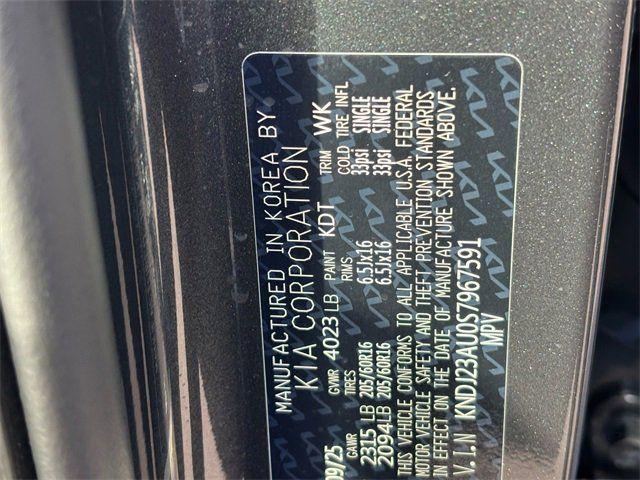 MANUFACTURED IN KOREA BY:
KIA CORPORATION
09/25 GVWR 4023 LB PAINT KDT TRIM WK
GAWR TIRES RIMS COLD TIRE INFL
2315 LB 205/60R16 6.5Jx16 33psi SINGLE
2094 LB 205/60R16 6.5Jx16 33psi SINGLE
THIS VEHICLE CONFORMS TO ALL APPLICABLE U.S.A. FEDERAL
MOTOR VEHICLE SAFETY AND THEFT PREVENTION STANDARDS
IN EFFECT ON THE DATE OF MANUFACTURE SHOWN ABOVE.
V.I.N KNDJ23AU0S7967591
MPV